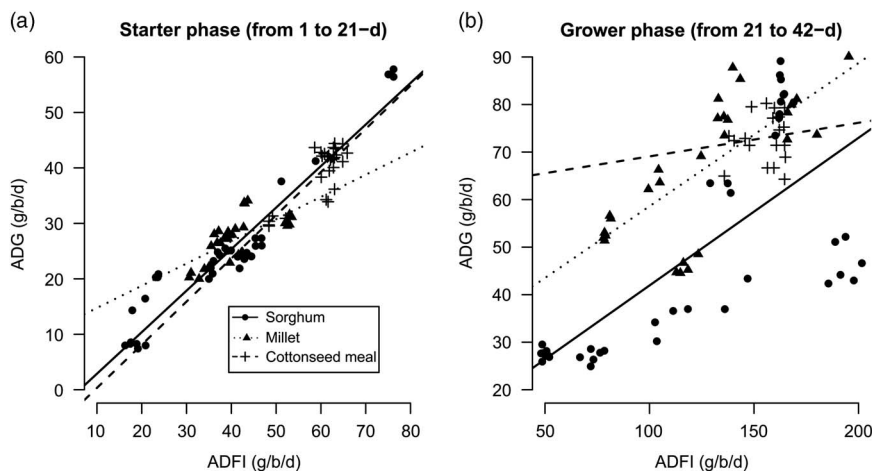 (a)
Starter phase (from 1 to 21−d)
60
50
40
30
20
10
0
ADG (g/b/d)
Sorghum
Millet
Cottonseed meal
10 20 30 40 50 60 70 80
ADFI (g/b/d)
(b)
Grower phase (from 21 to 42−d)
90
80
70
60
50
40
30
20
ADG (g/b/d)
50 100 150 200
ADFI (g/b/d)